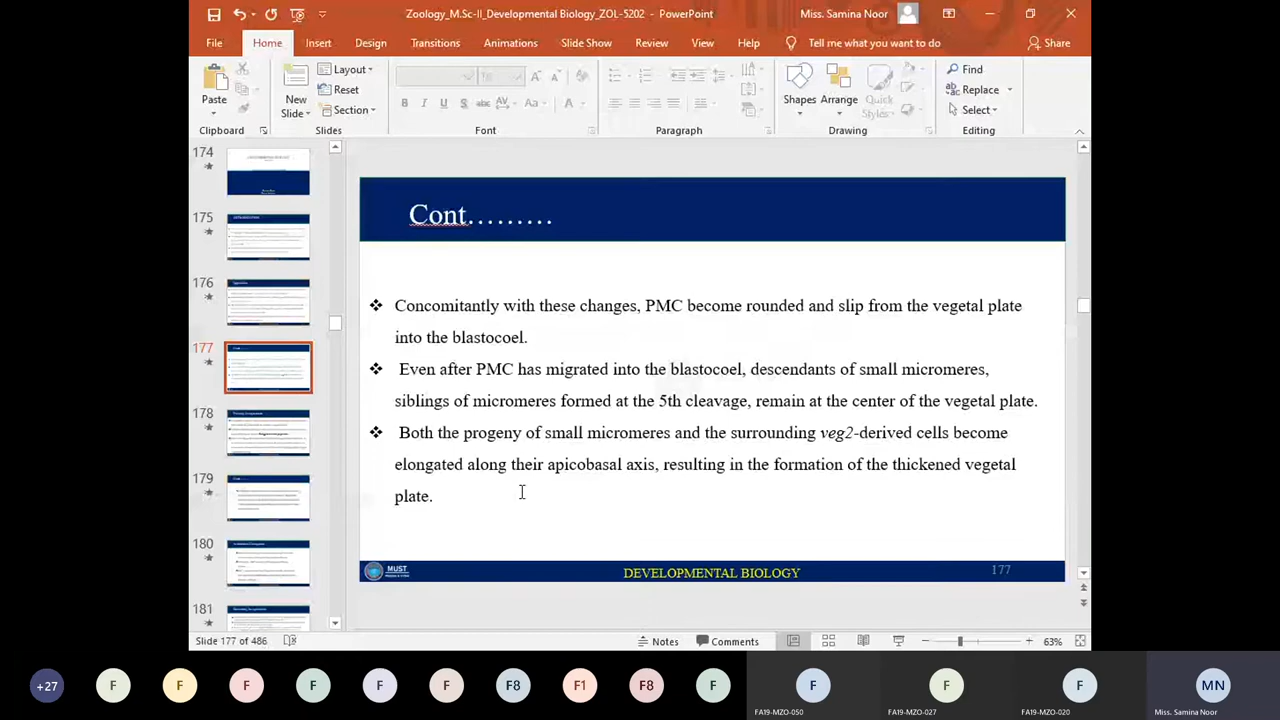 Zoology_M.Sc-II_Developmental Biology_ZOL-5202 - PowerPoint
Miss. Samina Noor
File Home Insert Design Transitions Animations Slide Show Review View Help Tell me what you want to do Share
Paste
Clipboard
New
Slide
Layout
Reset
Section
Slides
B I U S abc AV Aa A
Font
Paragraph
Shapes
Arrange
Quick
Styles
Drawing
Find
Replace
Select
Editing
174
175
176
177
178
179
180
181
Cont.........
Concomitantly with these changes, PMC become rounded and slip from the vegetal plate
into the blastocoel.
Even after PMC has migrated into the blastocoel, descendants of small micromeres,
siblings of micromeres formed at the 5th cleavage, remain at the center of the vegetal plate.
Both the progeny of small micromeres and the surrounding veg2-derived cells become
elongated along their apicobasal axis, resulting in the formation of the thickened vegetal
plate.
MUST
DEVELOPMENTAL BIOLOGY
177
Slide 177 of 486
Notes
Comments
63%
+27 F F F F F F F8 F1 F8 F F F F MN
FA19-MZO-050
FA19-MZO-027
FA19-MZO-020
Miss. Samina Noor